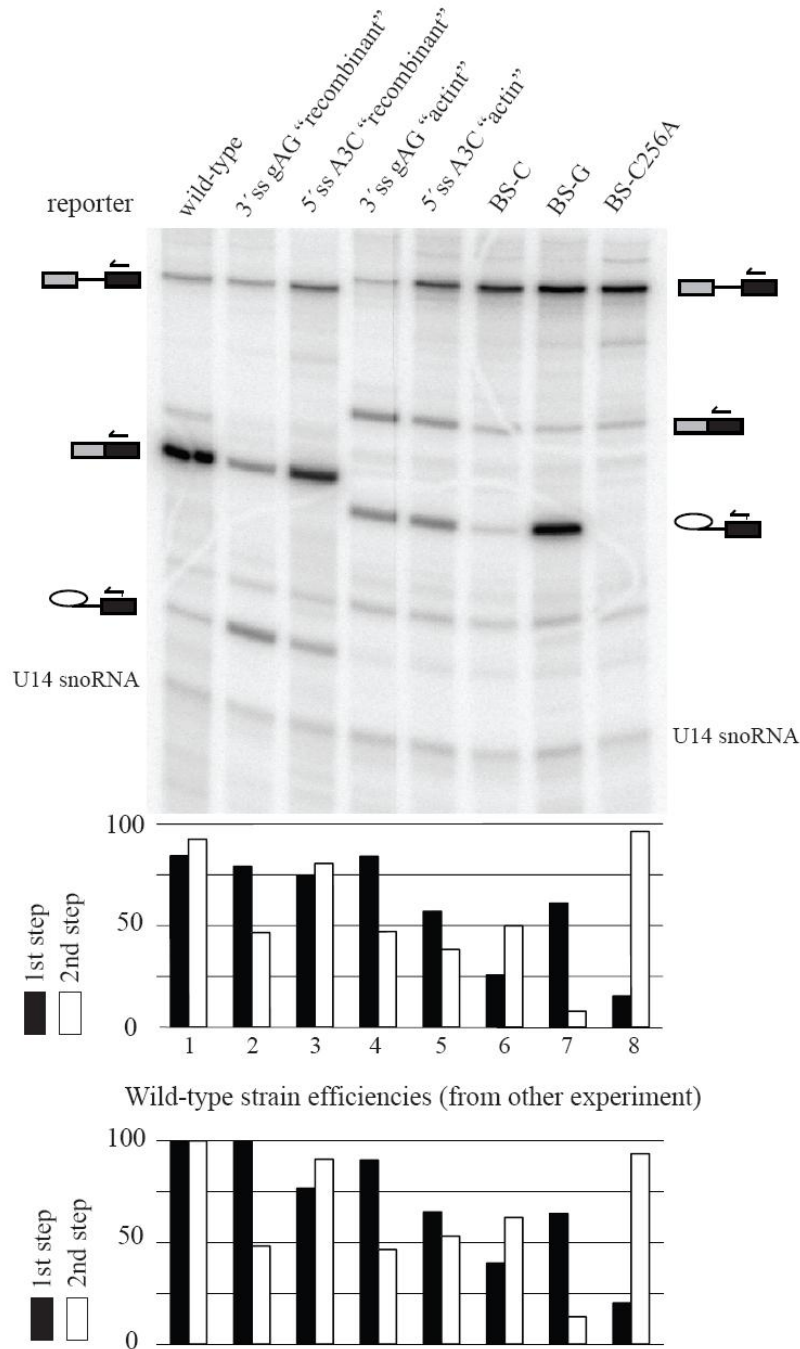 reporter
wild-type
3´ss gAG “recombinant”
5´ss A3C “recombinant”
3´ss gAG “actint”
5´ss A3C “actin”
BS-C
BS-G
BS-C256A
U14 snoRNA
U14 snoRNA
100
50
0
1st step
2nd step
1 2 3 4 5 6 7 8
Wild-type strain efficiencies (from other experiment)
100
50
0
1st step
2nd step